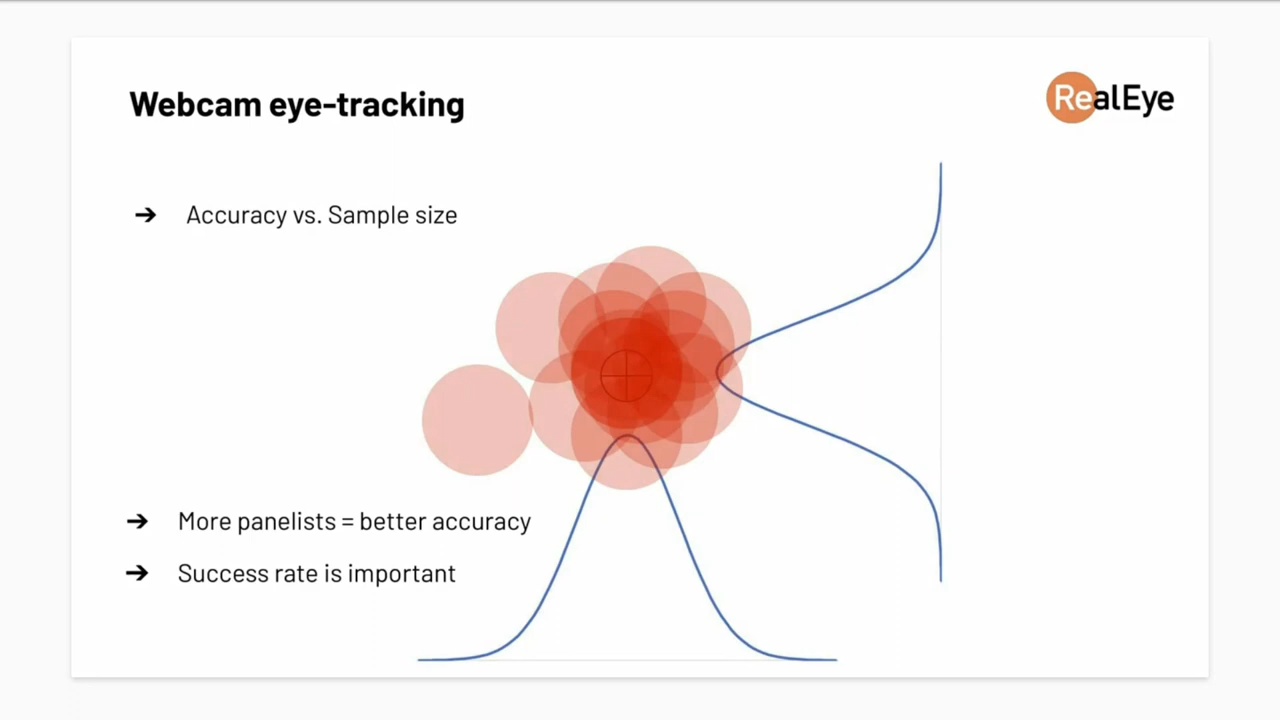 Webcam eye-tracking
RealEye
➔ Accuracy vs. Sample size
➔ More panelists = better accuracy
➔ Success rate is important